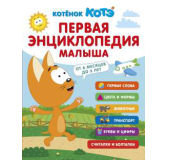 КОТЁНОК КОТЭ
ПЕРВАЯ
ЭНЦИКЛОПЕДИЯ
МАЛЫША
ОТ 6 МЕСЯЦЕВ
ДО 3 ЛЕТ
ПЕРВЫЕ СЛОВА
ЦВЕТА И ФОРМЫ
ЖИВОТНЫЕ
ТРАНСПОРТ
БУКВЫ И ЦИФРЫ
СЧИТАЛКИ И ПОТЕШКИ